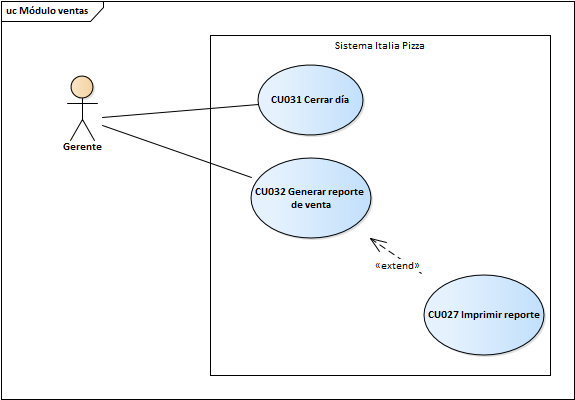 uc Módulo ventas
Sistema Italia Pizza
CU031 Cerrar día
Gerente
CU032 Generar reporte
de venta
«extend»
CU027 Imprimir reporte